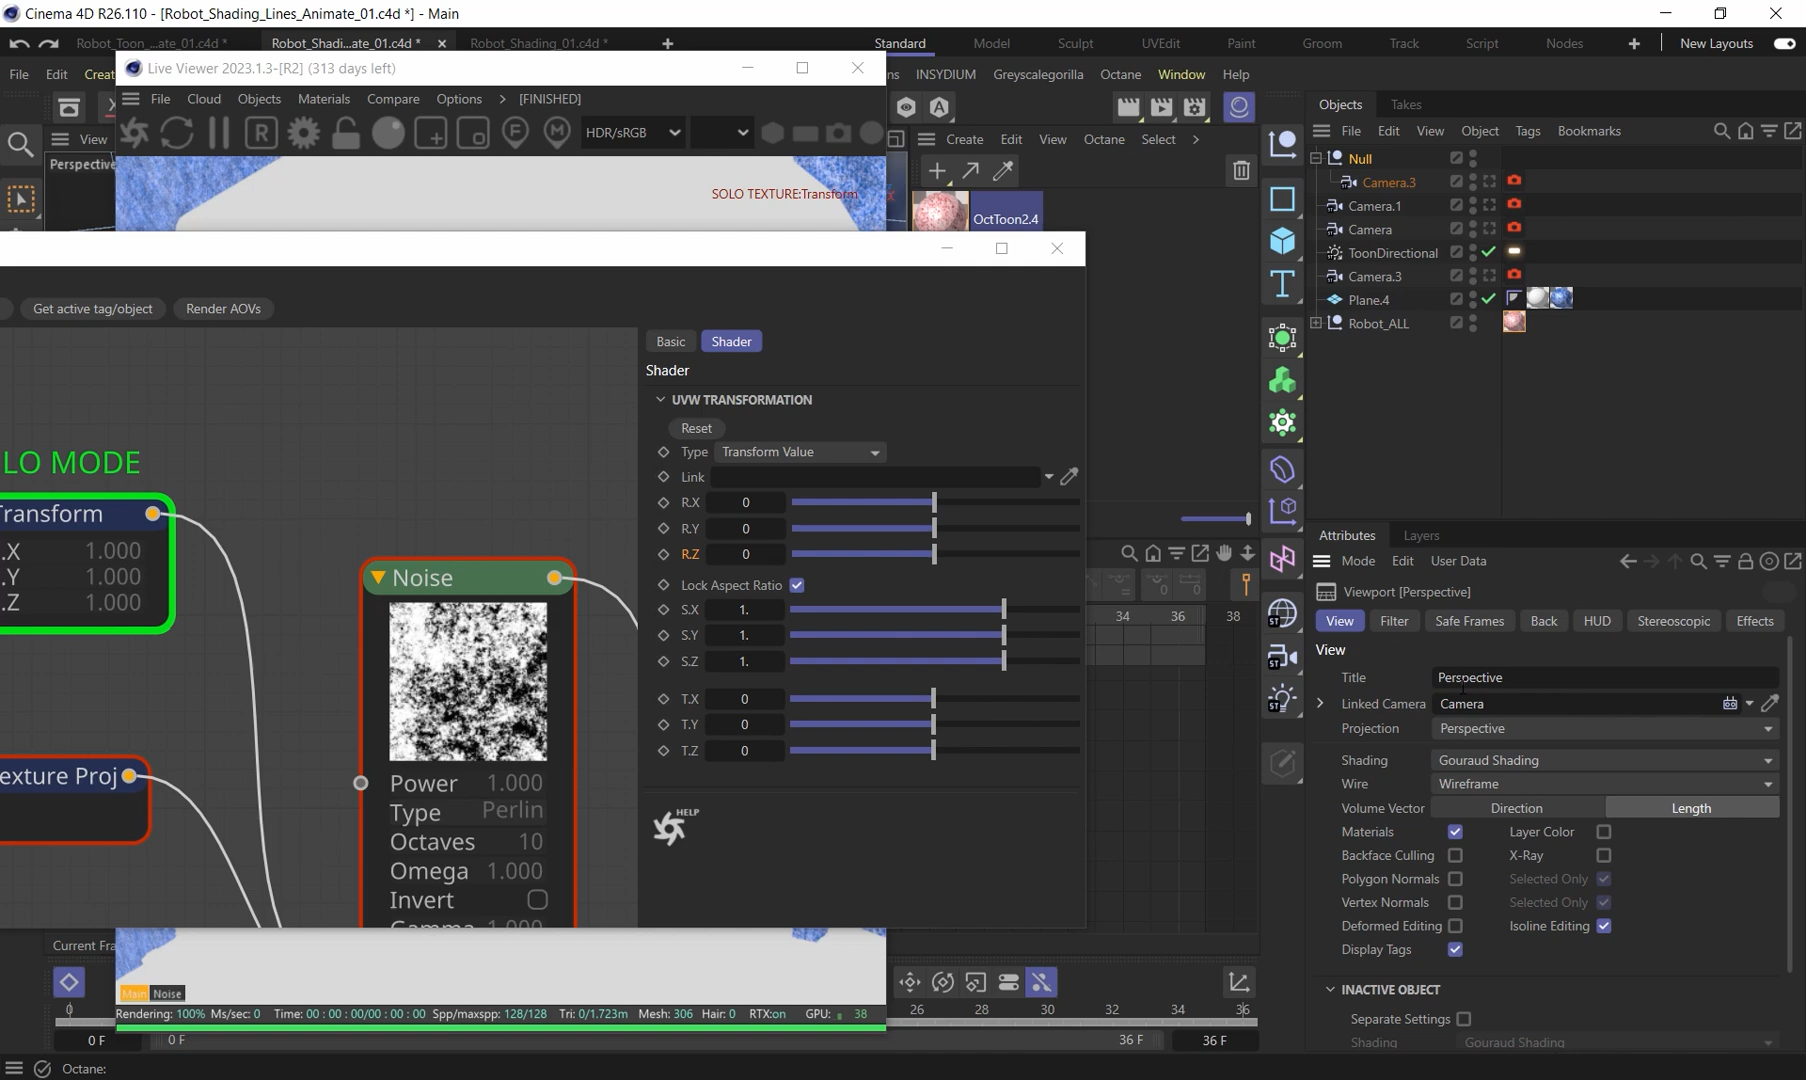 Cinema 4D R26.110 - [Robot_Shading_Lines_Animate_01.c4d *] - Main
Robot_Toon_...ate_01.c4d *
Robot_Shadi...ate_01.c4d *
Robot_Shading_01.c4d *
Standard
Model
Sculpt
UVEdit
Paint
Groom
Track
Script
Nodes
New Layouts
File
Edit
Creat
INSYDIUM
Greyscalegorilla
Octane
Window
Help
Live Viewer 2023.1.3-[R2] (313 days left)
File
Cloud
Objects
Materials
Compare
Options
[FINISHED]
HDR/sRGB
View
Perspective
SOLO TEXTURE:Transform
Create
Edit
View
Octane
Select
OctToon2.4
Objects
Takes
File
Edit
View
Object
Tags
Bookmarks
Null
Camera.3
Camera.1
Camera
ToonDirectional
Camera.3
Plane.4
Robot_ALL
Get active tag/object
Render AOVs
LO MODE
Transform
.X 1.000
.Y 1.000
.Z 1.000
exture Proj
Noise
Power 1.000
Type Perlin
Octaves 10
Omega 1.000
Invert
Gamma 1.000
Basic
Shader
Shader
UVW TRANSFORMATION
Reset
Type Transform Value
Link
R.X 0
R.Y 0
R.Z 0
Lock Aspect Ratio
S.X 1.
S.Y 1.
S.Z 1.
T.X 0
T.Y 0
T.Z 0
HELP
34 36 38
Attributes
Layers
Mode
Edit
User Data
Viewport [Perspective]
View
Filter
Safe Frames
Back
HUD
Stereoscopic
Effects
View
Title Perspective
Linked Camera Camera
Projection Perspective
Shading Gouraud Shading
Wire Wireframe
Volume Vector Direction Length
Materials Layer Color
Backface Culling X-Ray
Polygon Normals Selected Only
Vertex Normals Selected Only
Deformed Editing Isoline Editing
Display Tags
INACTIVE OBJECT
Separate Settings
Shading Gouraud Shading
Current Fra
Main Noise
Rendering: 100% Ms/sec: 0 Time: 00 : 00 : 00/00 : 00 : 00 Spp/maxspp: 128/128 Tri: 0/1.723m Mesh: 306 Hair: 0 RTX:on GPU: 38
0
26 28 30 32 34 36
0 F
0 F
36 F
36 F
Octane: